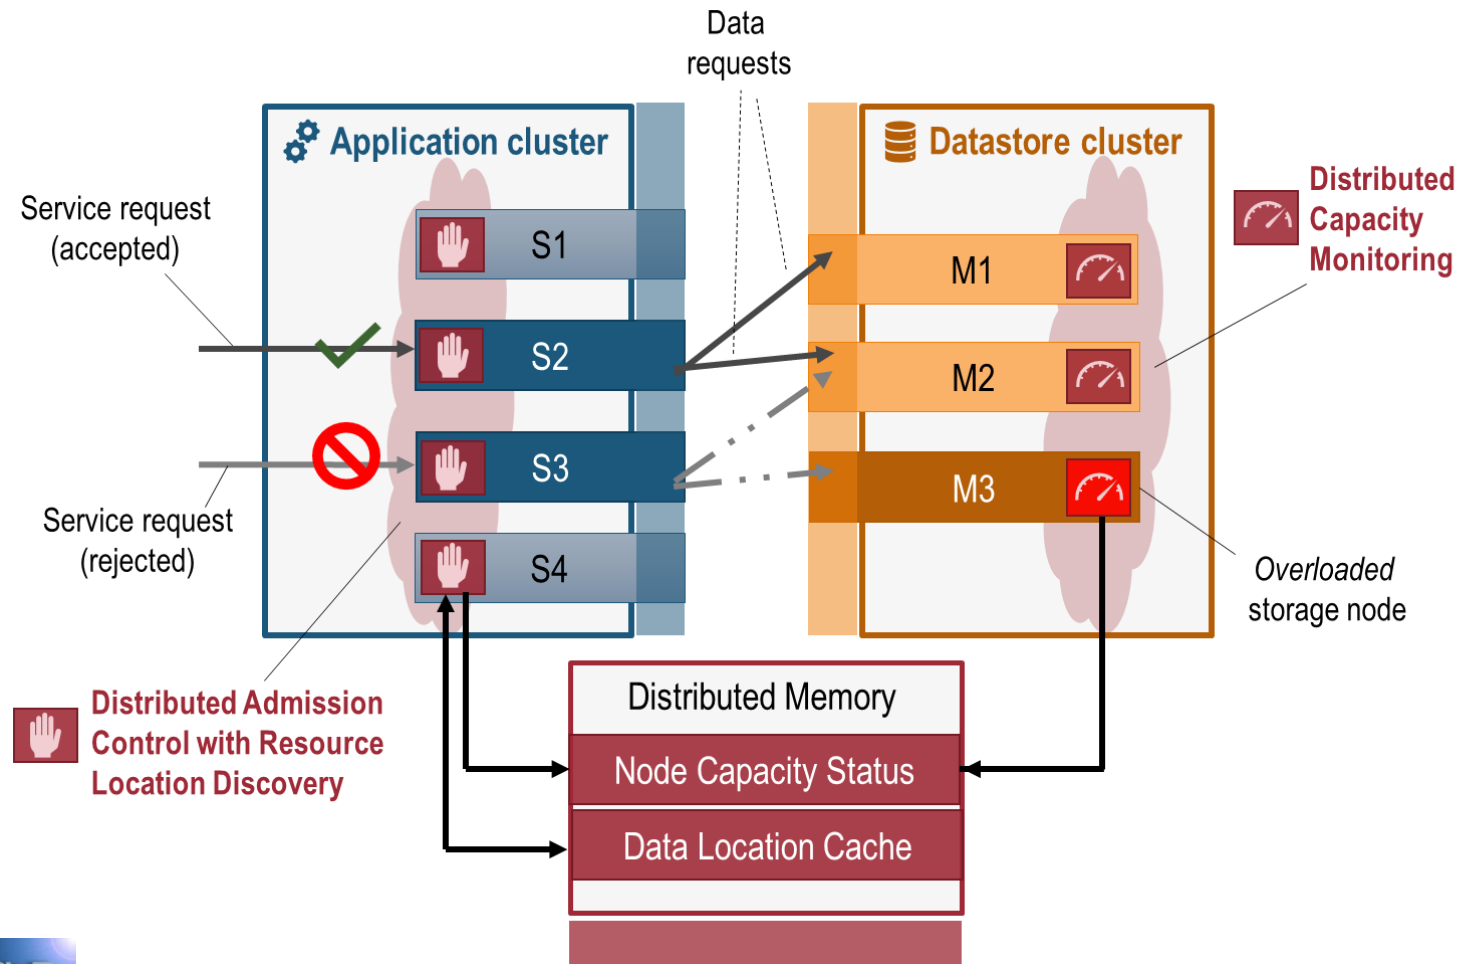 Data
requests
Application cluster
Datastore cluster
Distributed
Capacity
Monitoring
Service request
(accepted)
S1
M1
S2
M2
S3
M3
Service request
(rejected)
S4
Overloaded
storage node
Distributed Admission
Control with Resource
Location Discovery
Distributed Memory
Node Capacity Status
Data Location Cache